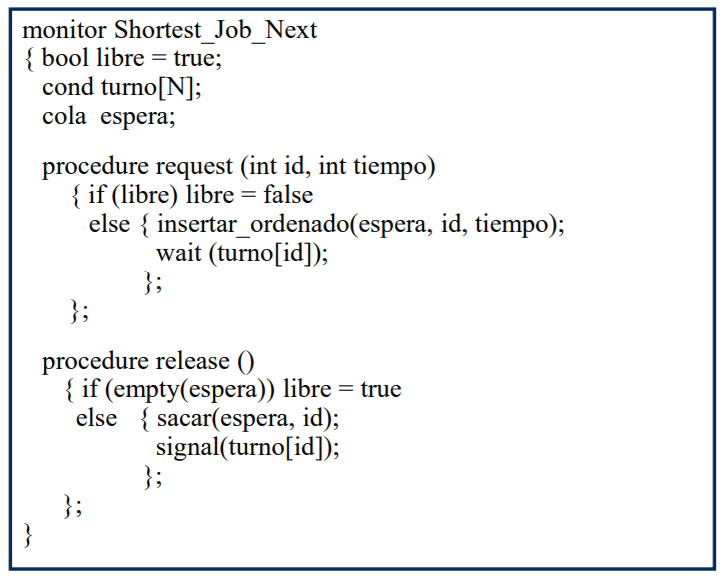 monitor Shortest_Job_Next
{ bool libre = true;
cond turno[N];
cola espera;
procedure request (int id, int tiempo)
{ if (libre) libre = false
else { insertar_ordenado(espera, id, tiempo);
wait (turno[id]);
};
};
procedure release ()
{ if (empty(espera)) libre = true
else { sacar(espera, id);
signal(turno[id]);
};
};
}